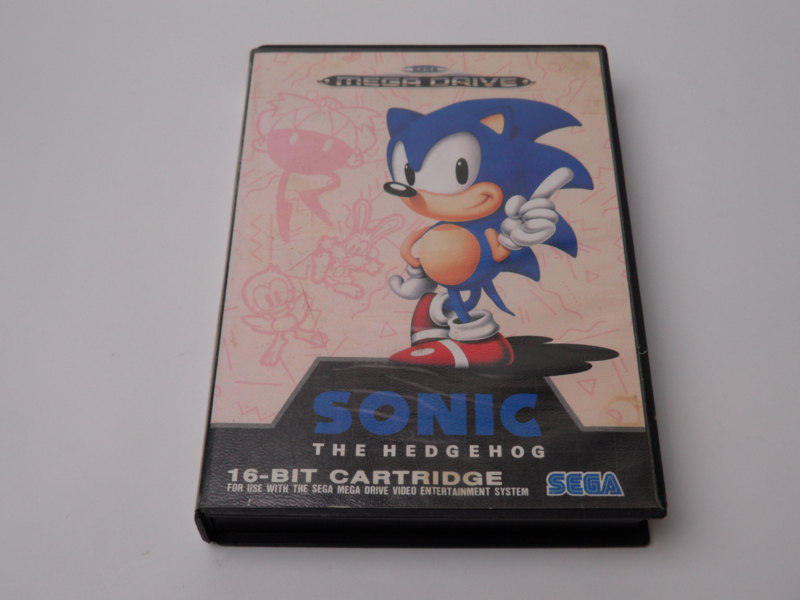 SEGA
MEGA DRIVE
SONIC
THE HEDGEHOG
16-BIT CARTRIDGE
FOR USE WITH THE SEGA MEGA DRIVE VIDEO ENTERTAINMENT SYSTEM
SEGA